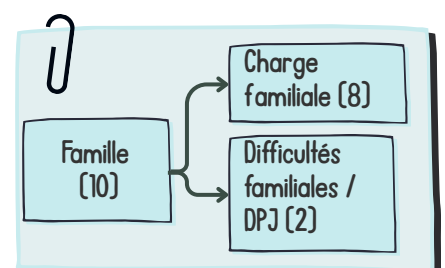 Famille
(10)
Charge
familiale (8)
Difficultés
familiales /
DPJ (2)